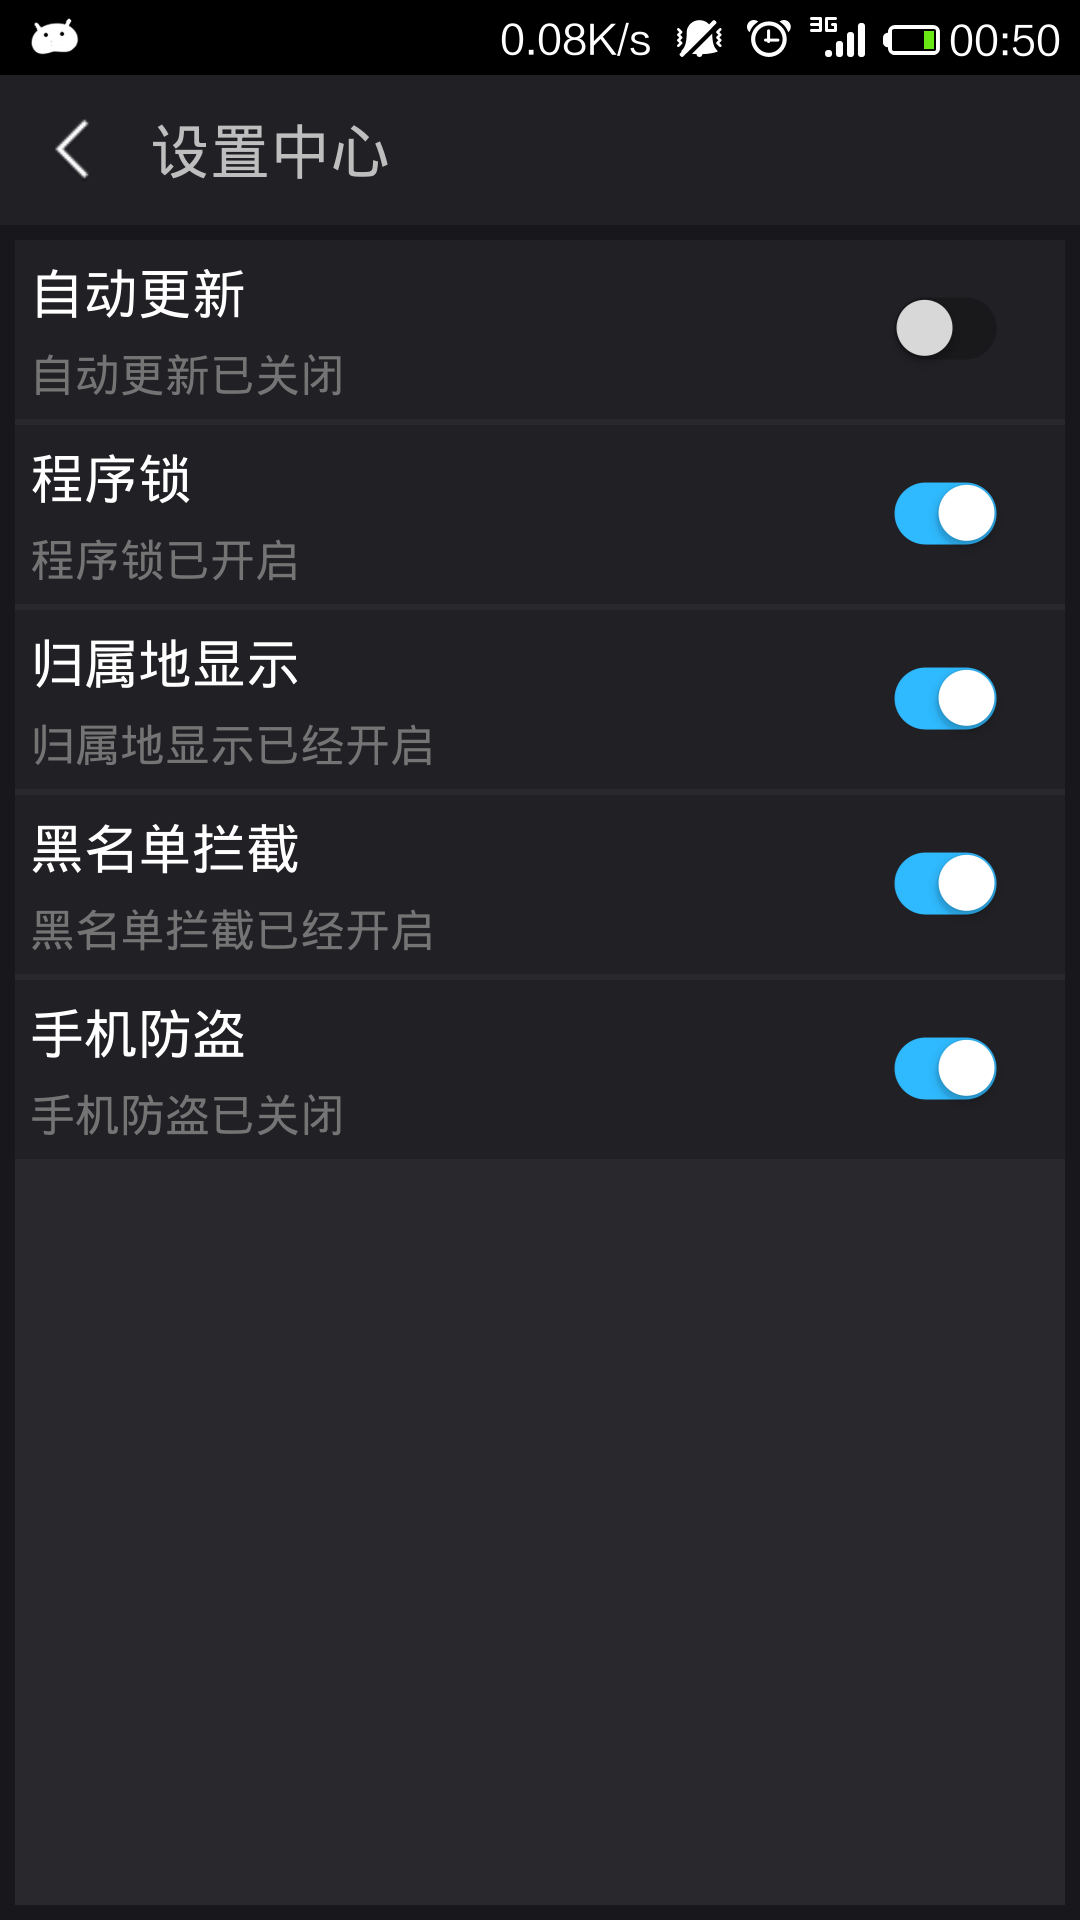 0.08K/s 3G 00:50
设置中心
自动更新
自动更新已关闭
程序锁
程序锁已开启
归属地显示
归属地显示已经开启
黑名单拦截
黑名单拦截已经开启
手机防盗
手机防盗已关闭